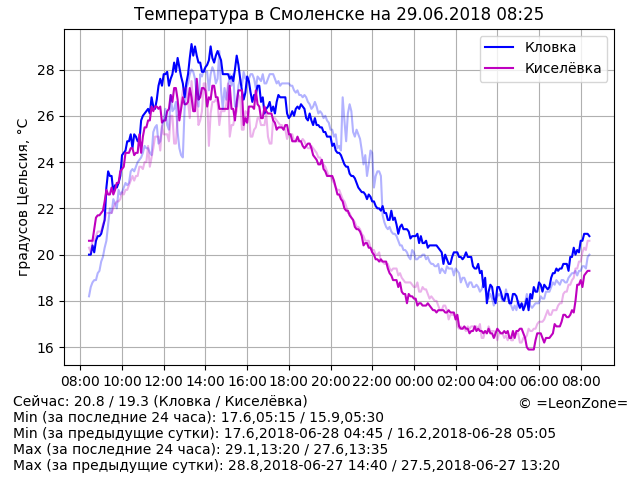 Температура в Смоленске на 29.06.2018 08:25
Кловка
Киселёвка
градусов Цельсия, °C
28
26
24
22
20
18
16
08:00 10:00 12:00 14:00 16:00 18:00 20:00 22:00 00:00 02:00 04:00 06:00 08:00
Сейчас: 20.8 / 19.3 (Кловка / Киселёвка)
© =LeonZone=
Min (за последние 24 часа): 17.6,05:15 / 15.9,05:30
Min (за предыдущие сутки): 17.6,2018-06-28 04:45 / 16.2,2018-06-28 05:05
Max (за последние 24 часа): 29.1,13:20 / 27.6,13:35
Max (за предыдущие сутки): 28.8,2018-06-27 14:40 / 27.5,2018-06-27 13:20